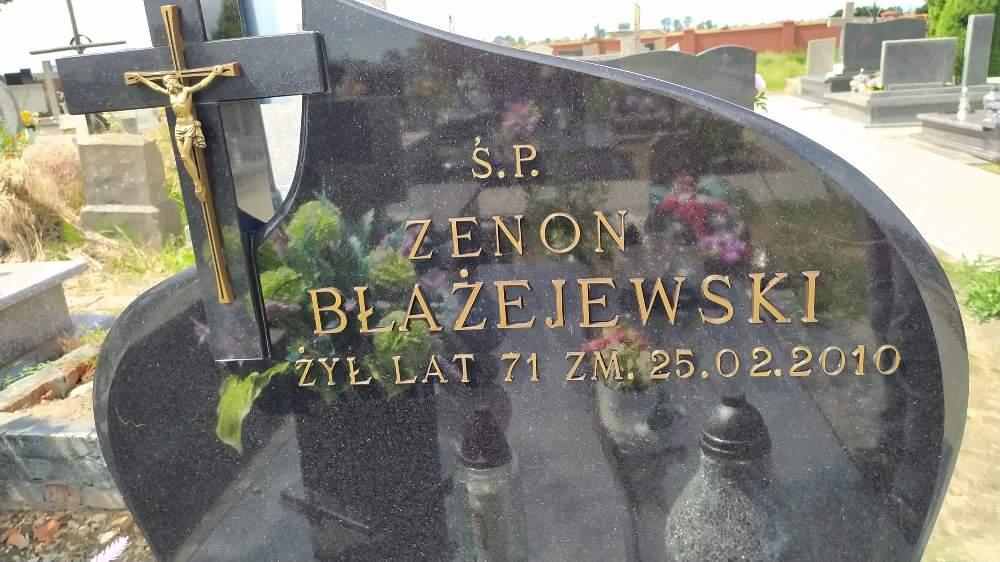 Ś.P.
ZENON
BŁAŻEJEWSKI
ŻYŁ LAT 71 ZM. 25.02.2010